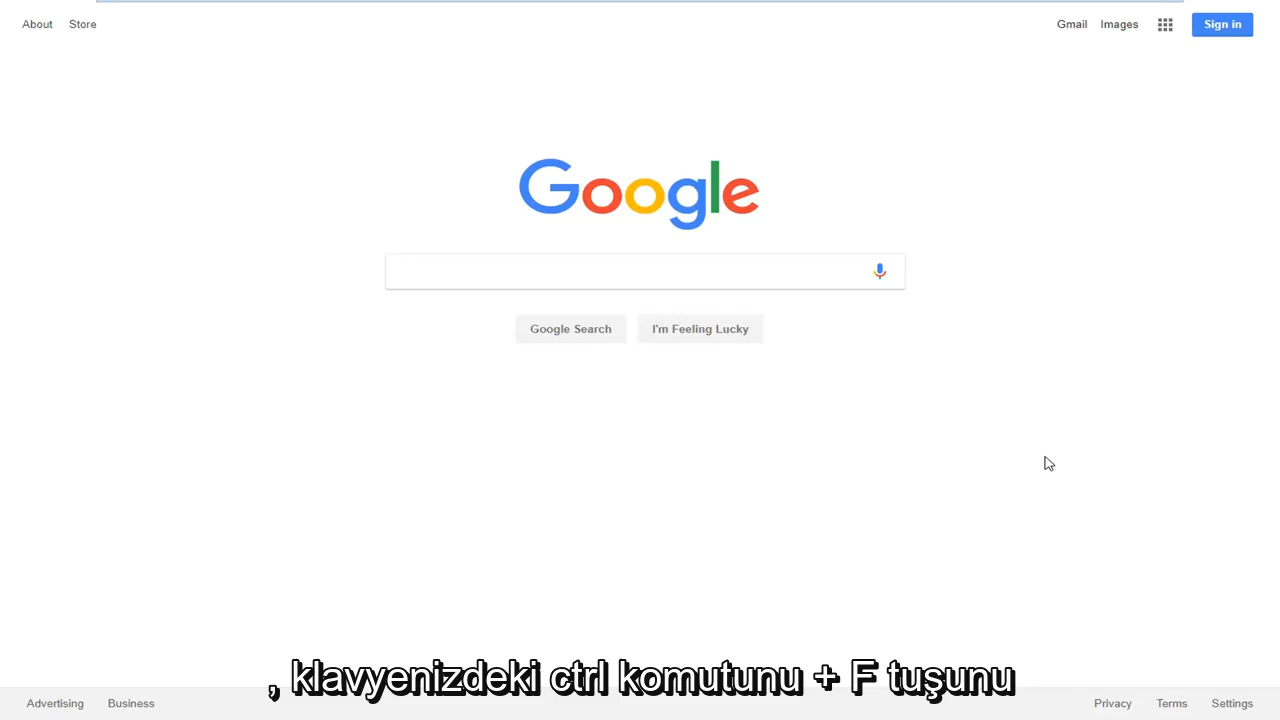 About Store Gmail Images Sign in
Google
Google Search I'm Feeling Lucky
, klavyenizdeki ctrl komutunu + F tuşunu
Advertising Business Privacy Terms Settings